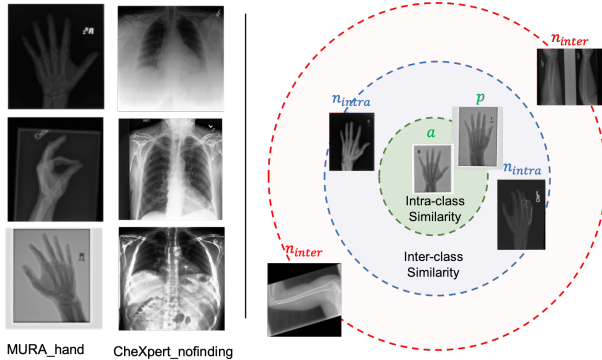 MURA_hand
CheXpert_nofinding
n_inter
n_intra
p
a
n_intra
Intra-class
Similarity
Inter-class
Similarity
n_inter